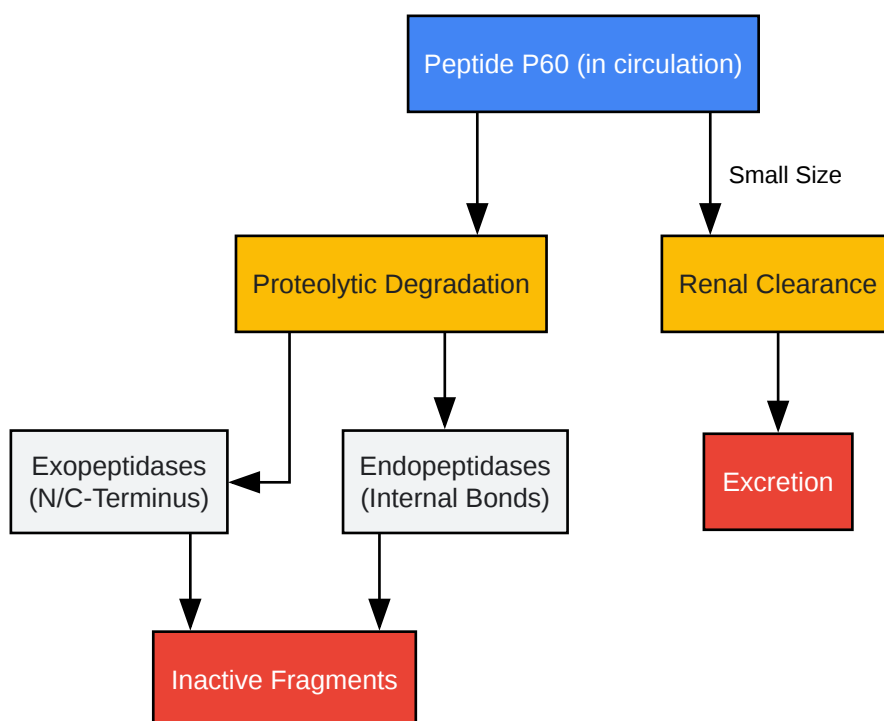 Peptide P60 (in circulation)
Small Size
Proteolytic Degradation
Renal Clearance
Exopeptidases
(N/C-Terminus)
Endopeptidases
(Internal Bonds)
Excretion
Inactive Fragments